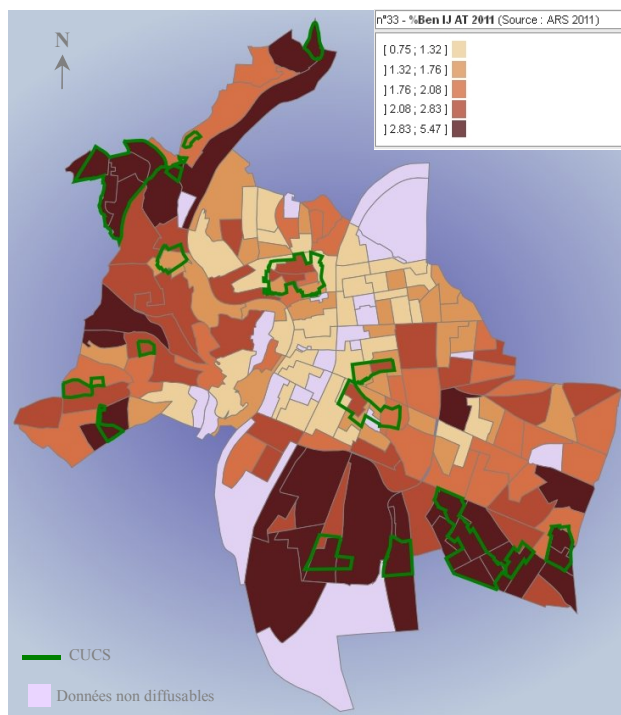 n°33 - %Ben IJ AT 2011 (Source : ARS 2011)
[ 0.75 ; 1.32 ]
] 1.32 ; 1.76 ]
] 1.76 ; 2.08 ]
] 2.08 ; 2.83 ]
] 2.83 ; 5.47 ]
N
CUCS
Données non diffusables